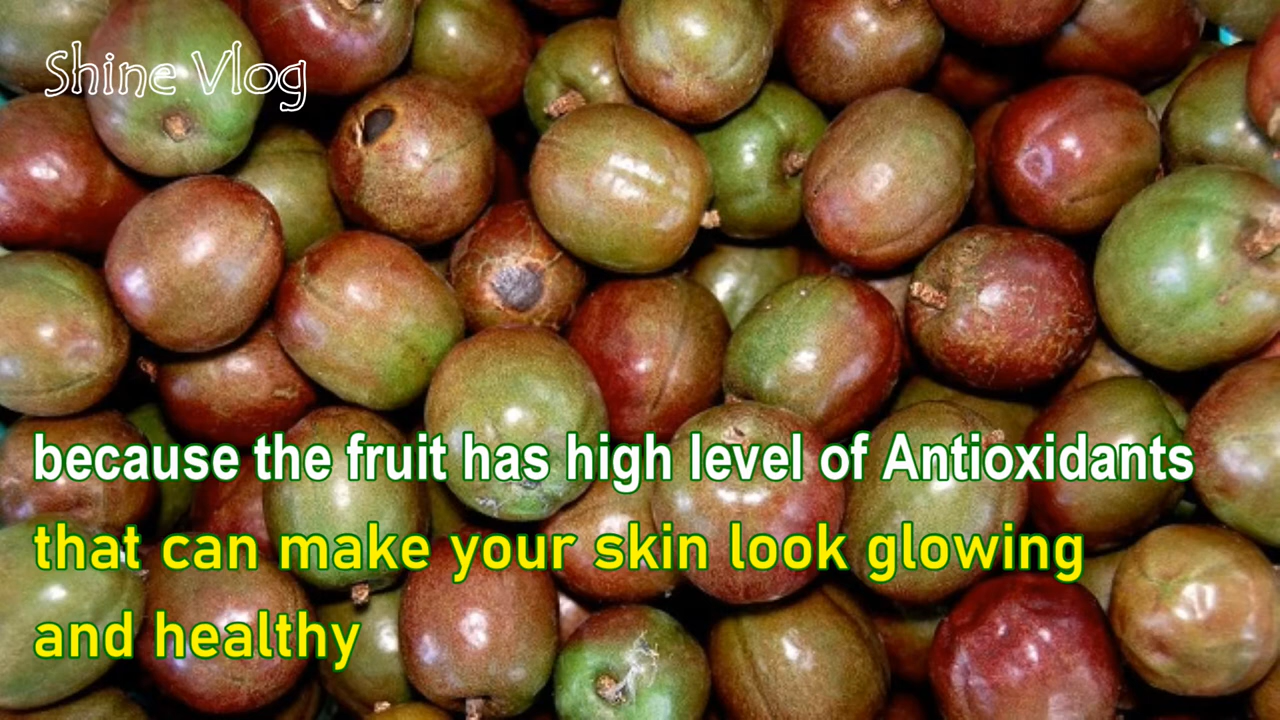 Shine Vlog
because the fruit has high level of Antioxidants
that can make your skin look glowing
and healthy